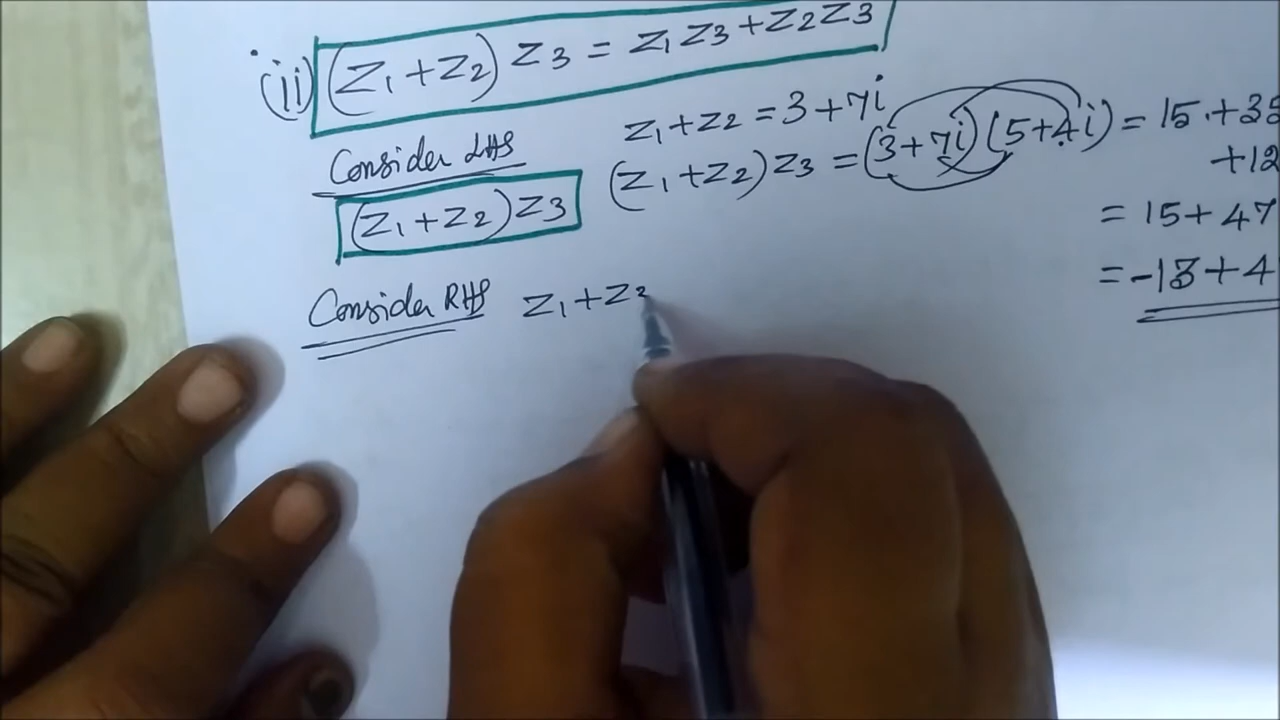 (ii) (Z1+Z2) Z3 = Z1Z3+Z2Z3
Consider LHS
(Z1+Z2)Z3
Z1+Z2 = 3+7i
(Z1+Z2)Z3 = (3+7i)(5+4i) = 15+35
+12
= 15+47
= -13+4
Consider RHS Z1+Z2